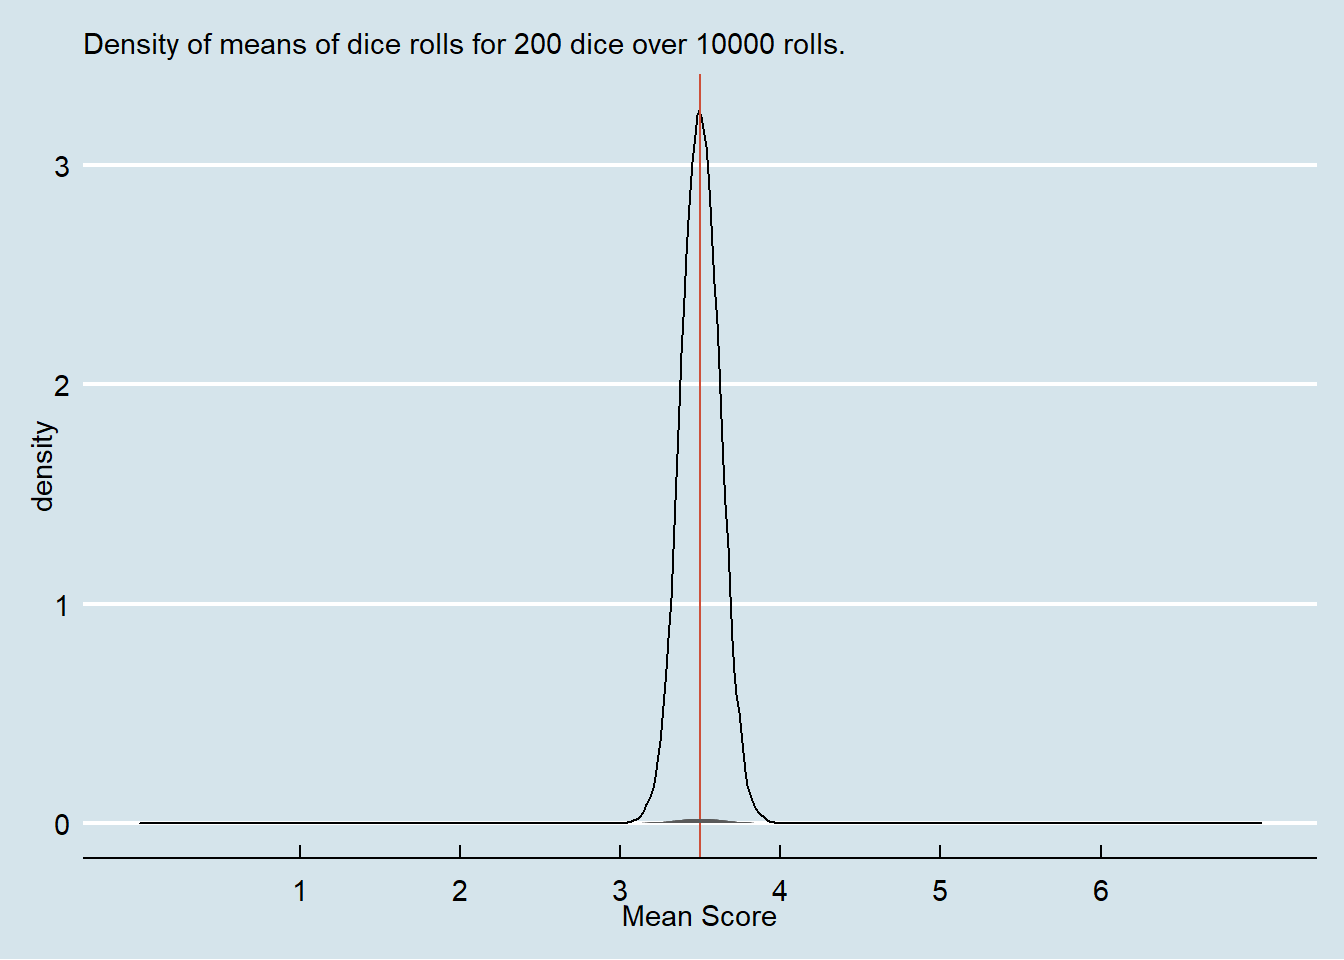 Density of means of dice rolls for 200 dice over 10000 rolls.
3
2
1
0
density
1 2 3 4 5 6
Mean Score